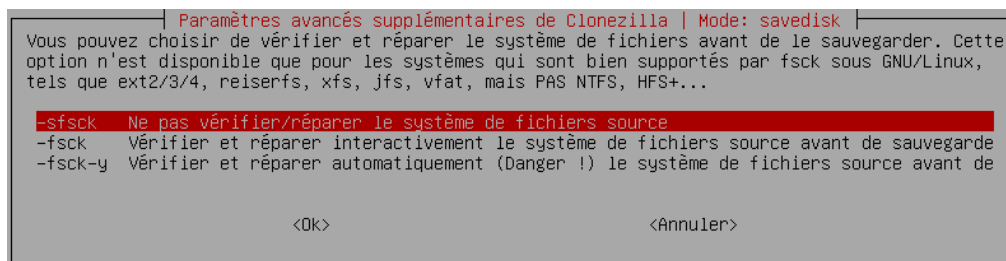 Paramètres avancés supplémentaires de Clonezilla | Mode: savedisk
Vous pouvez choisir de vérifier et réparer le système de fichiers avant de le sauvegarder. Cette
option n'est disponible que pour les systèmes qui sont bien supportés par fsck sous GNU/Linux,
tels que ext2/3/4, reiserfs, xfs, jfs, vfat, mais PAS NTFS, HFS+...
-sfsck Ne pas vérifier/réparer le système de fichiers source
-fsck Vérifier et réparer interactivement le système de fichiers source avant de sauvegarde
-fsck-y Vérifier et réparer automatiquement (Danger !) le système de fichiers source avant de
<Ok> <Annuler>